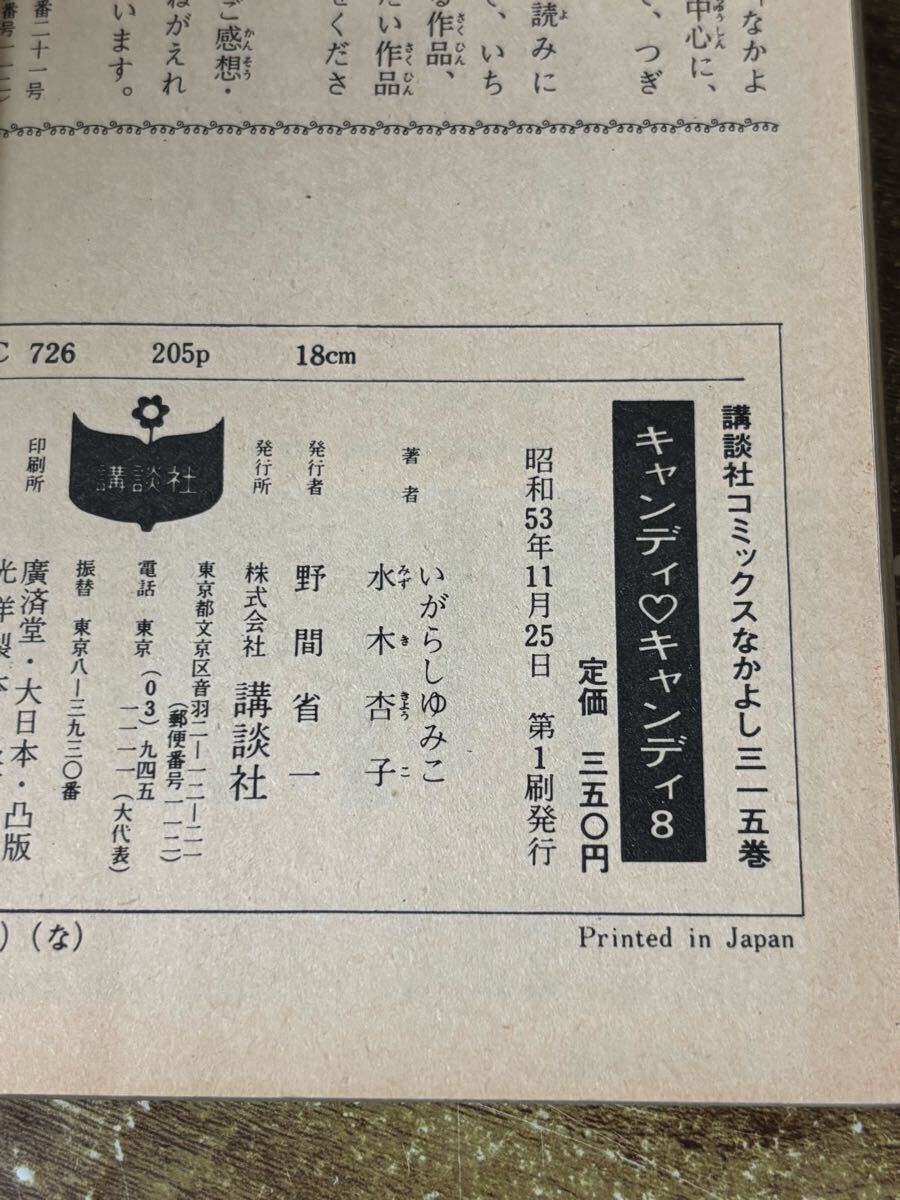 なかよ
中心に、
、つぎ
読みに
、いち
る作品、
たい作品
くださ
ご感想・
ねがえれ
います。
番二十一号
C 726 205p 18cm
講談社コミックスなかよし三一五巻
キャンディ♡キャンディ8
定価 三五〇円
昭和53年11月25日 第1刷発行
著者 いがらしゆみこ
水木杏子
発行者 野間省一
発行所 株式会社 講談社
東京都文京区音羽二―一二―二一
(郵便番号一一二)
電話 東京(03)九四五
一一一一(大代表)
振替 東京八―三九三〇番
講談社
印刷所 廣済堂・大日本・凸版
(な)
Printed in Japan